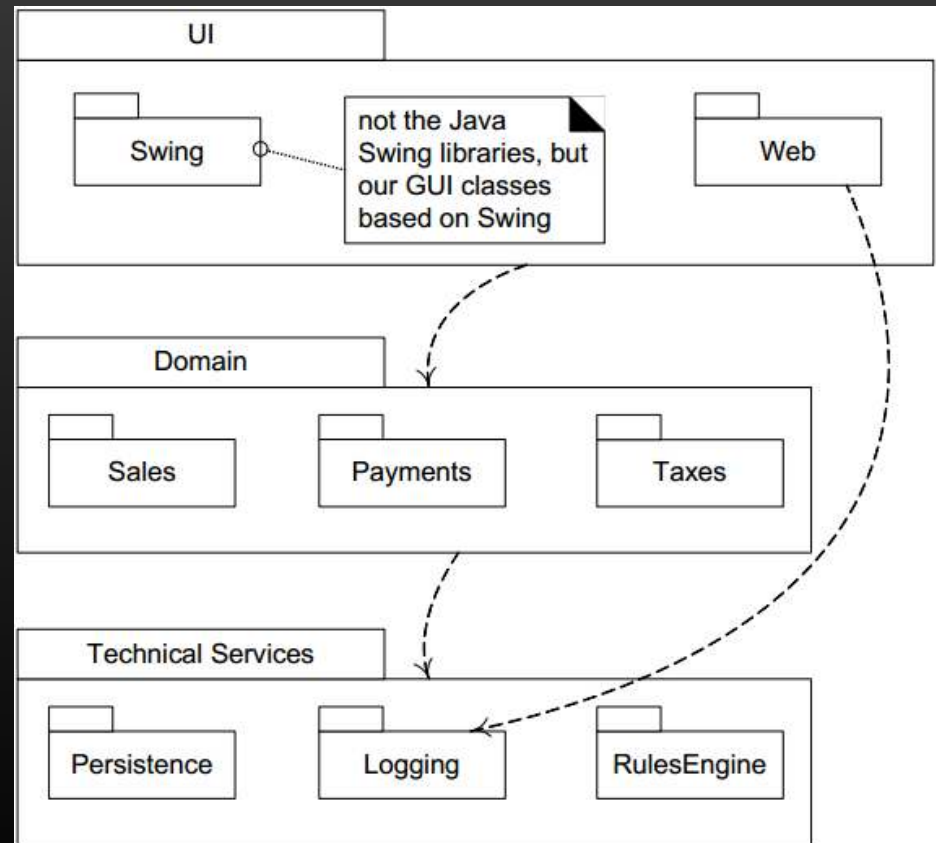 UI
Swing
not the Java
Swing libraries, but
our GUI classes
based on Swing
Web
Domain
Sales
Payments
Taxes
Technical Services
Persistence
Logging
RulesEngine